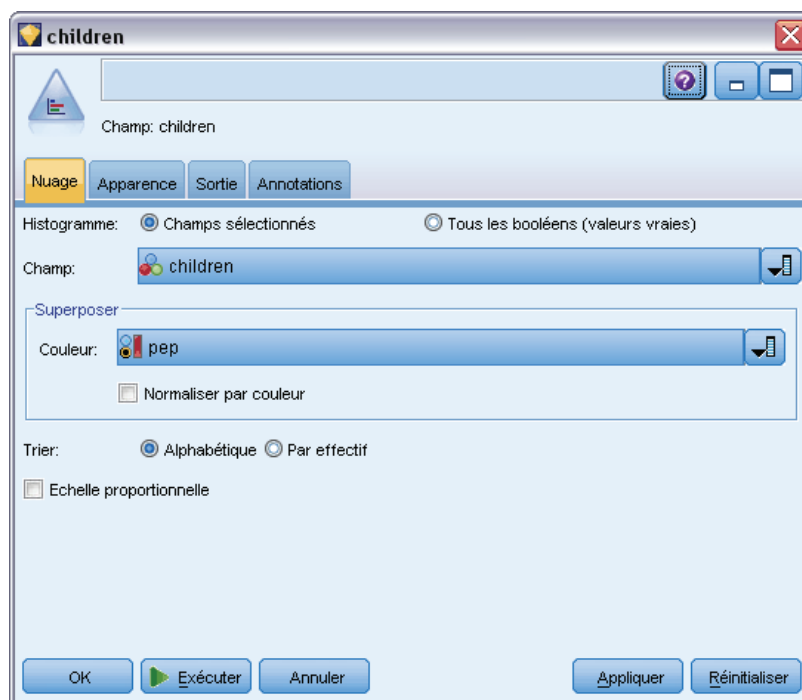 children
Champ: children
Nuage Apparence Sortie Annotations
Histogramme: Champs sélectionnés Tous les booléens (valeurs vraies)
Champ: children
Superposer
Couleur: pep
Normaliser par couleur
Trier: Alphabétique Par effectif
Echelle proportionnelle
OK Exécuter Annuler Appliquer Réinitialiser